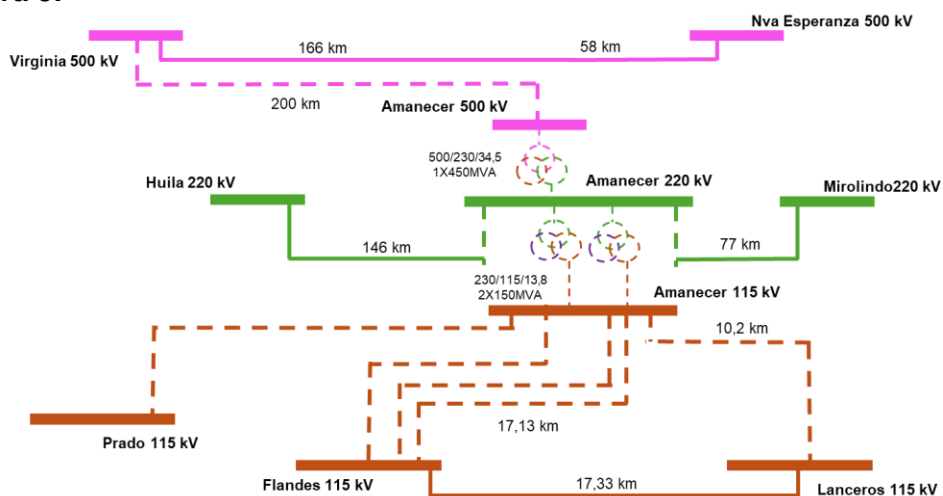 Nva Esperanza 500 kV
166 km
58 km
Virginia 500 kV
200 km
Amanecer 500 kV
500/230/34,5
1X450MVA
Huila 220 kV
Amanecer 220 kV
Mirolindo220 kV
146 km
77 km
230/115/13,8
2X150MVA
Amanecer 115 kV
10,2 km
17,13 km
Prado 115 kV
Flandes 115 kV
17,33 km
Lanceros 115 kV